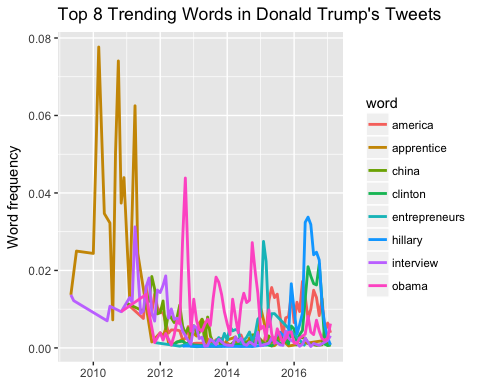 Top 8 Trending Words in Donald Trump's Tweets
Word frequency
0.08
0.06
0.04
0.02
0.00
2010
2012
2014
2016
word
america
apprentice
china
clinton
entrepreneurs
hillary
interview
obama